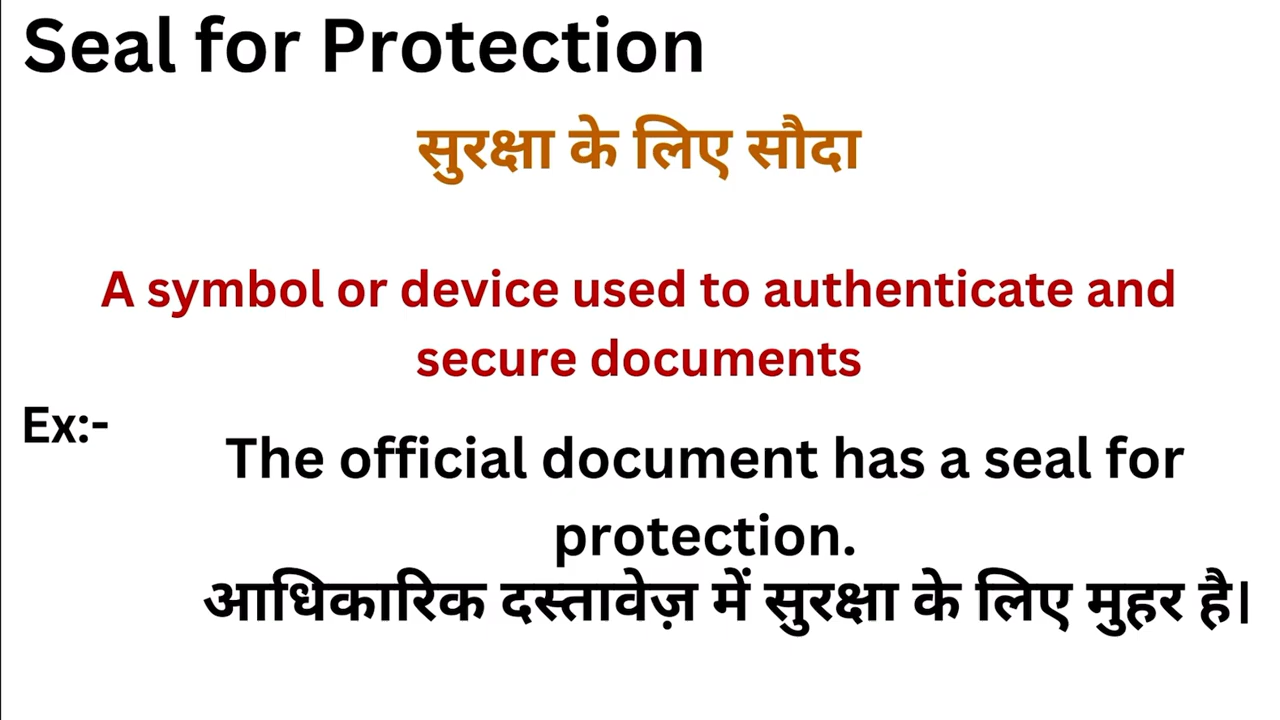 Seal for Protection
सुरक्षा के लिए सौदा
A symbol or device used to authenticate and
secure documents
Ex:-
The official document has a seal for
protection.
आधिकारिक दस्तावेज़ में सुरक्षा के लिए मुहर है।